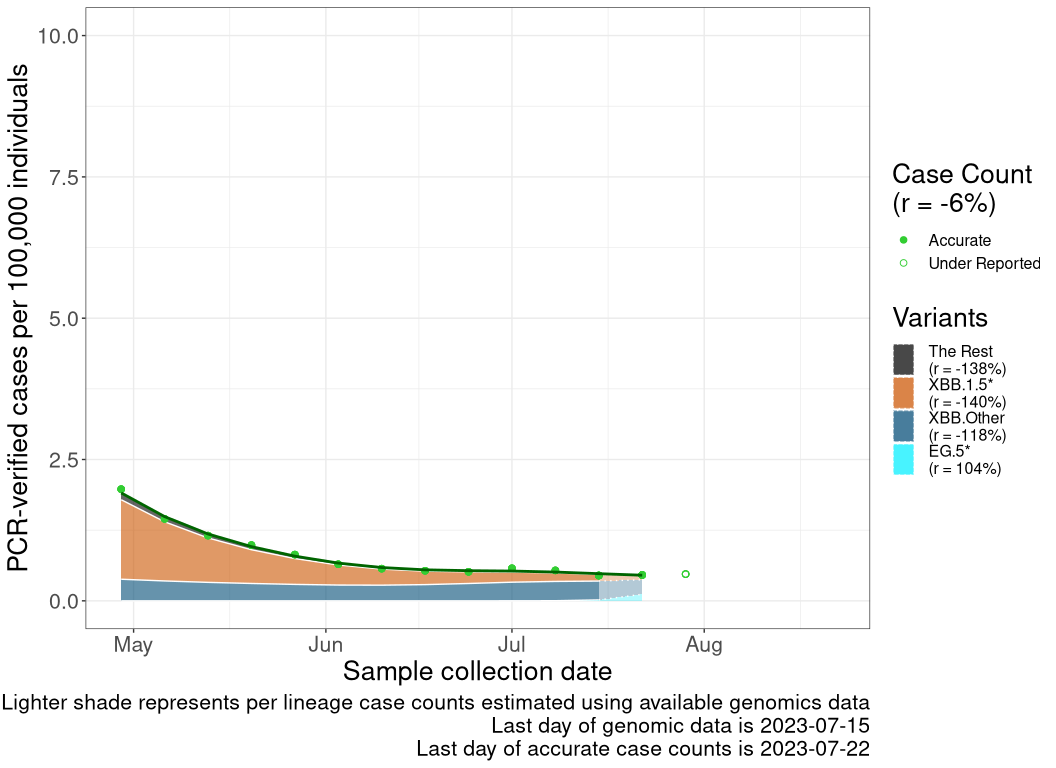 PCR-verified cases per 100,000 individuals
10.0
7.5
5.0
2.5
0.0
May
Jun
Jul
Aug
Sample collection date
Case Count
(r = -6%)
Accurate
Under Reported
Variants
The Rest
(r = -138%)
XBB.1.5*
(r = -140%)
XBB.Other
(r = -118%)
EG.5*
(r = 104%)
Lighter shade represents per lineage case counts estimated using available genomics data
Last day of genomic data is 2023-07-15
Last day of accurate case counts is 2023-07-22